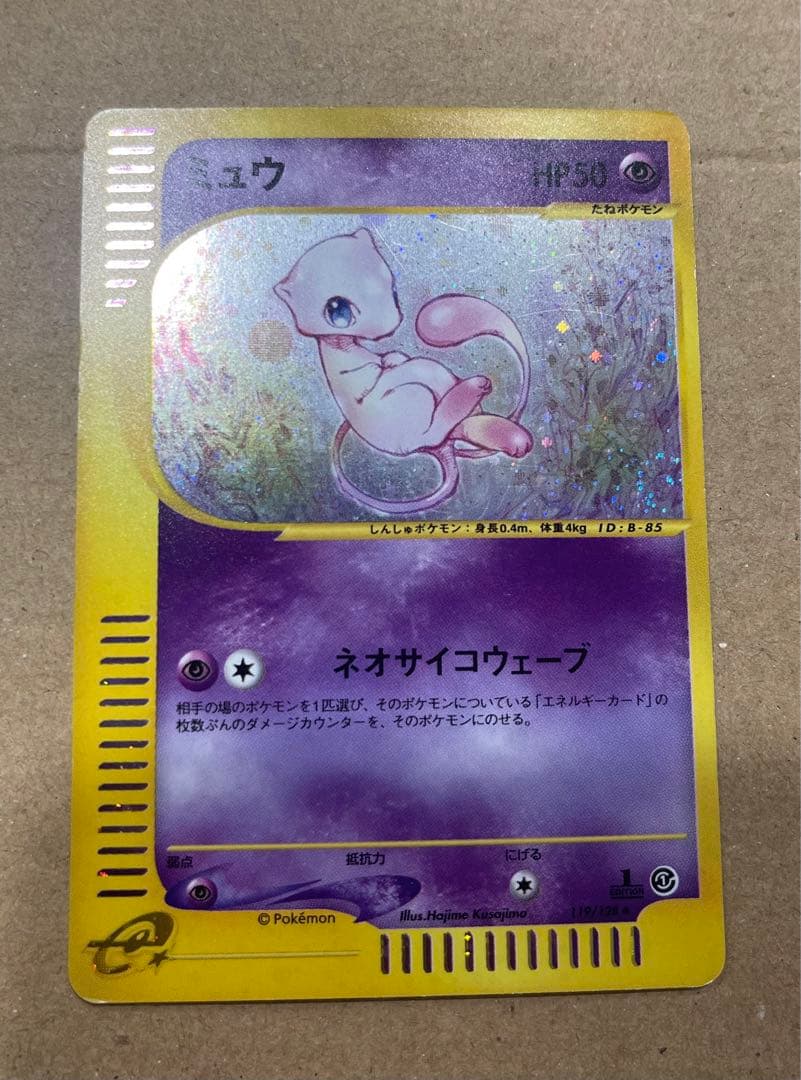 ミュウ HP50
たねポケモン
しんしゅポケモン：身長0.4m、体重4kg ID:B-85
ネオサイコウェーブ
相手の場のポケモンを1匹選び、そのポケモンについている「エネルギーカード」の
枚数ぶんのダメージカウンターを、そのポケモンにのせる。
弱点 抵抗力 にげる
1 EDITION
© Pokémon Illus.Hajime Kusajima 119/128 ★
e